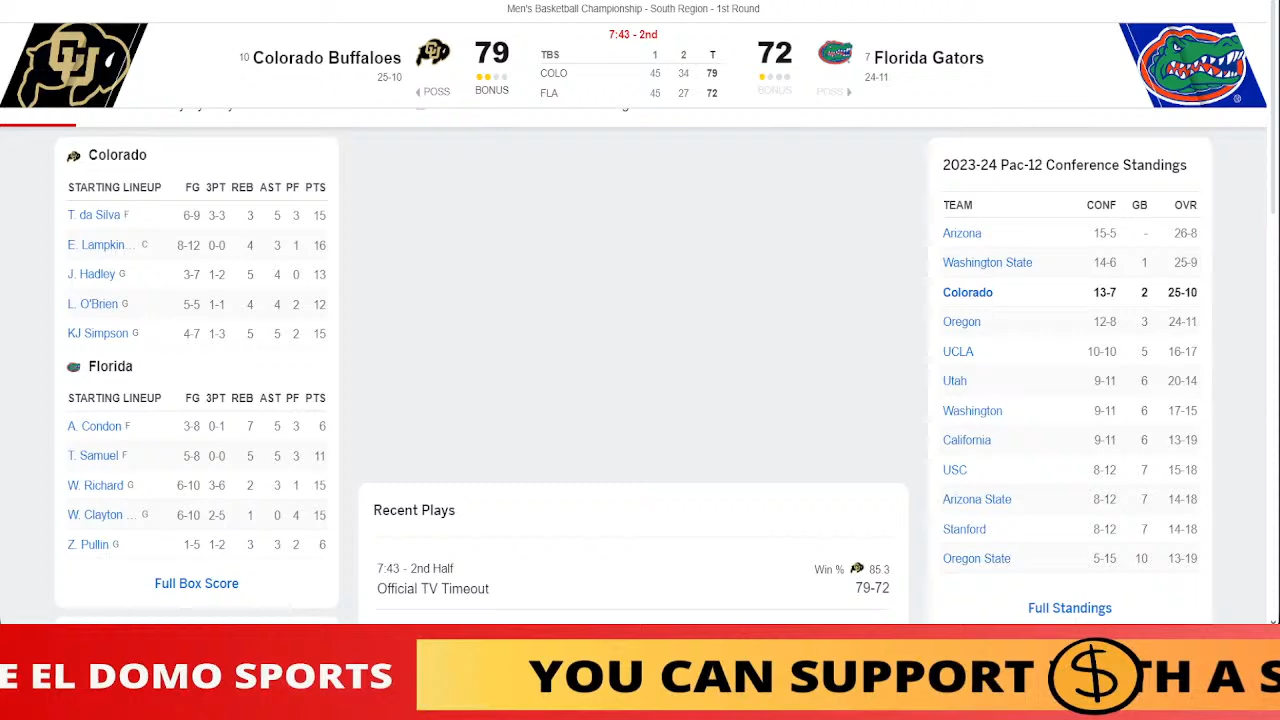 Men's Basketball Championship - South Region - 1st Round
10 Colorado Buffaloes
25-10
79
BONUS
POSS
7:43 - 2nd
TBS 1 2 T
COLO 45 34 79
FLA 45 27 72
72
BONUS
POSS
7 Florida Gators
24-11
Colorado
STARTING LINEUP FG 3PT REB AST PF PTS
T. da Silva F 6-9 3-3 3 5 3 15
E. Lampkin... C 8-12 0-0 4 3 1 16
J. Hadley G 3-7 1-2 5 4 0 13
L. O'Brien G 5-5 1-1 4 4 2 12
KJ Simpson G 4-7 1-3 5 5 2 15
Florida
STARTING LINEUP FG 3PT REB AST PF PTS
A. Condon F 3-8 0-1 7 5 3 6
T. Samuel F 5-8 0-0 5 5 3 11
W. Richard G 6-10 3-6 2 3 1 15
W. Clayton ... G 6-10 2-5 1 0 4 15
Z. Pullin G 1-5 1-2 3 3 2 6
Full Box Score
Recent Plays
7:43 - 2nd Half
Official TV Timeout
Win % 85.3
79-72
2023-24 Pac-12 Conference Standings
TEAM CONF GB OVR
Arizona 15-5 - 26-8
Washington State 14-6 1 25-9
Colorado 13-7 2 25-10
Oregon 12-8 3 24-11
UCLA 10-10 5 16-17
Utah 9-11 6 20-14
Washington 9-11 6 17-15
California 9-11 6 13-19
USC 8-12 7 15-18
Arizona State 8-12 7 14-18
Stanford 8-12 7 14-18
Oregon State 5-15 10 13-19
Full Standings
E EL DOMO SPORTS
YOU CAN SUPPORT $TH A S